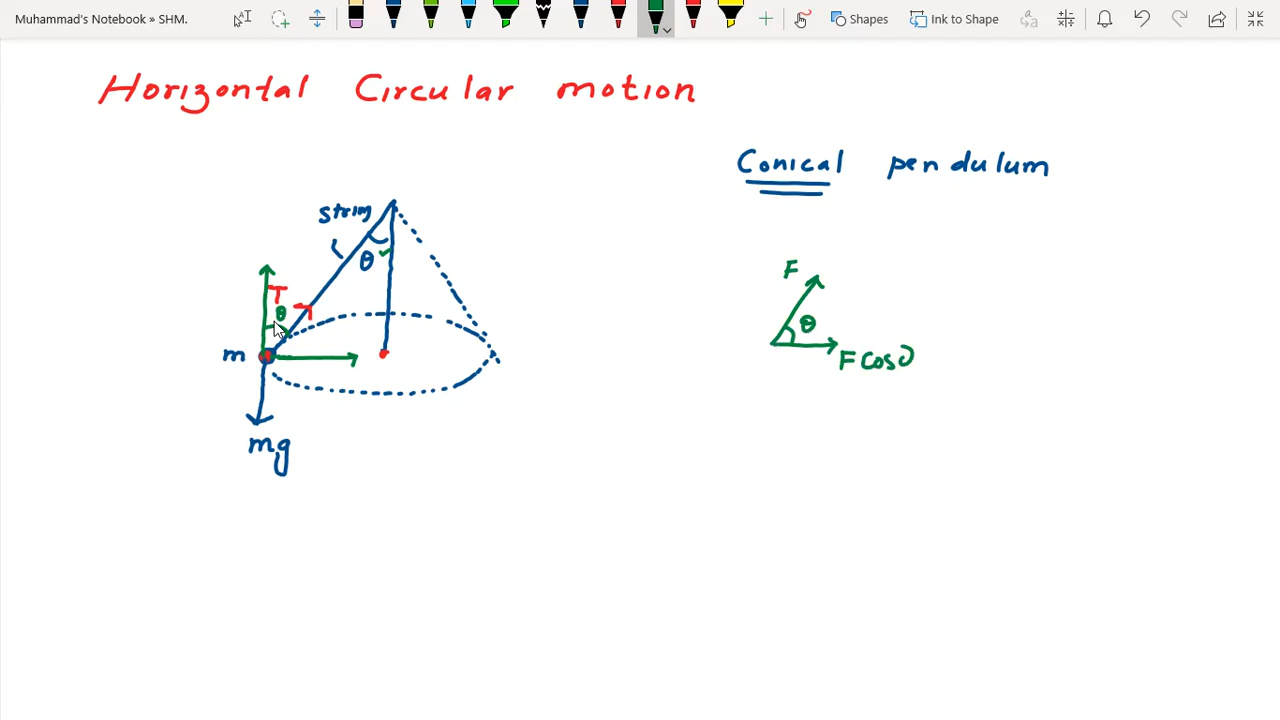 Muhammad's Notebook » SHM.
Shapes
Ink to Shape
Horizontal Circular motion
Conical pendulum
string
θ
T
θ
m
mg
F
θ
F Cosθ